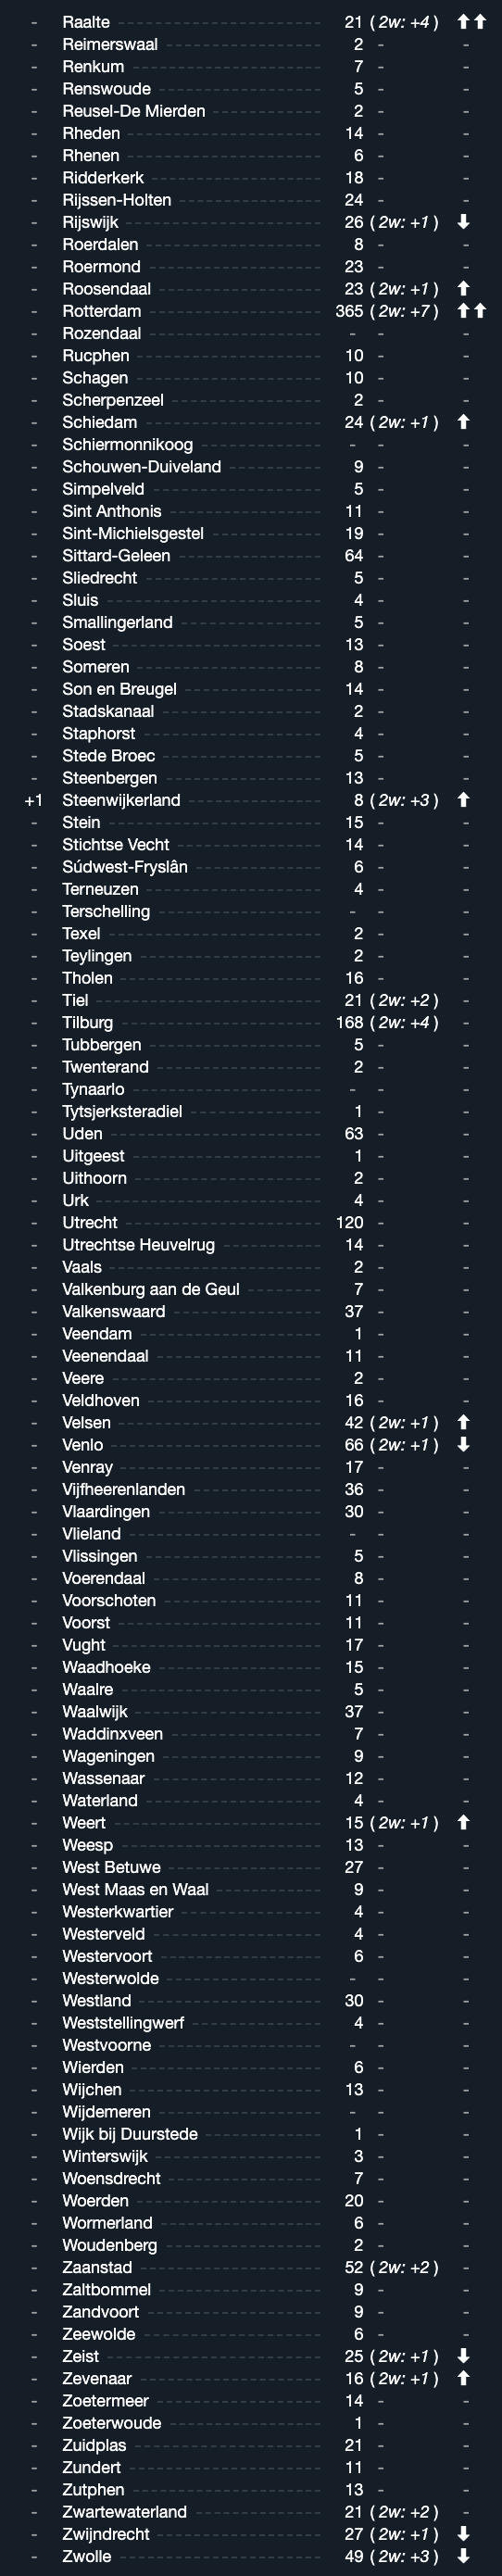 - Raalte 21 ( 2w: +4 ) ⬆⬆
- Reimerswaal 2 - -
- Renkum 7 - -
- Renswoude 5 - -
- Reusel-De Mierden 2 - -
- Rheden 14 - -
- Rhenen 6 - -
- Ridderkerk 18 - -
- Rijssen-Holten 24 - -
- Rijswijk 26 ( 2w: +1 ) ⬇
- Roerdalen 8 - -
- Roermond 23 - -
- Roosendaal 23 ( 2w: +1 ) ⬆
- Rotterdam 365 ( 2w: +7 ) ⬆⬆
- Rozendaal - - -
- Rucphen 10 - -
- Schagen 10 - -
- Scherpenzeel 2 - -
- Schiedam 24 ( 2w: +1 ) ⬆
- Schiermonnikoog - - -
- Schouwen-Duiveland 9 - -
- Simpelveld 5 - -
- Sint Anthonis 11 - -
- Sint-Michielsgestel 19 - -
- Sittard-Geleen 64 - -
- Sliedrecht 5 - -
- Sluis 4 - -
- Smallingerland 5 - -
- Soest 13 - -
- Someren 8 - -
- Son en Breugel 14 - -
- Stadskanaal 2 - -
- Staphorst 4 - -
- Stede Broec 5 - -
- Steenbergen 13 - -
+1 Steenwijkerland 8 ( 2w: +3 ) ⬆
- Stein 15 - -
- Stichtse Vecht 14 - -
- Súdwest-Fryslân 6 - -
- Terneuzen 4 - -
- Terschelling - - -
- Texel 2 - -
- Teylingen 2 - -
- Tholen 16 - -
- Tiel 21 ( 2w: +2 ) -
- Tilburg 168 ( 2w: +4 ) -
- Tubbergen 5 - -
- Twenterand 2 - -
- Tynaarlo - - -
- Tytsjerksteradiel 1 - -
- Uden 63 - -
- Uitgeest 1 - -
- Uithoorn 2 - -
- Urk 4 - -
- Utrecht 120 - -
- Utrechtse Heuvelrug 14 - -
- Vaals 2 - -
- Valkenburg aan de Geul 7 - -
- Valkenswaard 37 - -
- Veendam 1 - -
- Veenendaal 11 - -
- Veere 2 - -
- Veldhoven 16 - -
- Velsen 42 ( 2w: +1 ) ⬆
- Venlo 66 ( 2w: +1 ) ⬇
- Venray 17 - -
- Vijfheerenlanden 36 - -
- Vlaardingen 30 - -
- Vlieland - - -
- Vlissingen 5 - -
- Voerendaal 8 - -
- Voorschoten 11 - -
- Voorst 11 - -
- Vught 17 - -
- Waadhoeke 15 - -
- Waalre 5 - -
- Waalwijk 37 - -
- Waddinxveen 7 - -
- Wageningen 9 - -
- Wassenaar 12 - -
- Waterland 4 - -
- Weert 15 ( 2w: +1 ) ⬆
- Weesp 13 - -
- West Betuwe 27 - -
- West Maas en Waal 9 - -
- Westerkwartier 4 - -
- Westerveld 4 - -
- Westervoort 6 - -
- Westerwolde - - -
- Westland 30 - -
- Weststellingwerf 4 - -
- Westvoorne - - -
- Wierden 6 - -
- Wijchen 13 - -
- Wijdemeren - - -
- Wijk bij Duurstede 1 - -
- Winterswijk 3 - -
- Woensdrecht 7 - -
- Woerden 20 - -
- Wormerland 6 - -
- Woudenberg 2 - -
- Zaanstad 52 ( 2w: +2 ) -
- Zaltbommel 9 - -
- Zandvoort 9 - -
- Zeewolde 6 - -
- Zeist 25 ( 2w: +1 ) ⬇
- Zevenaar 16 ( 2w: +1 ) ⬆
- Zoetermeer 14 - -
- Zoeterwoude 1 - -
- Zuidplas 21 - -
- Zundert 11 - -
- Zutphen 13 - -
- Zwartewaterland 21 ( 2w: +2 ) -
- Zwijndrecht 27 ( 2w: +1 ) ⬇
- Zwolle 49 ( 2w: +3 ) ⬇